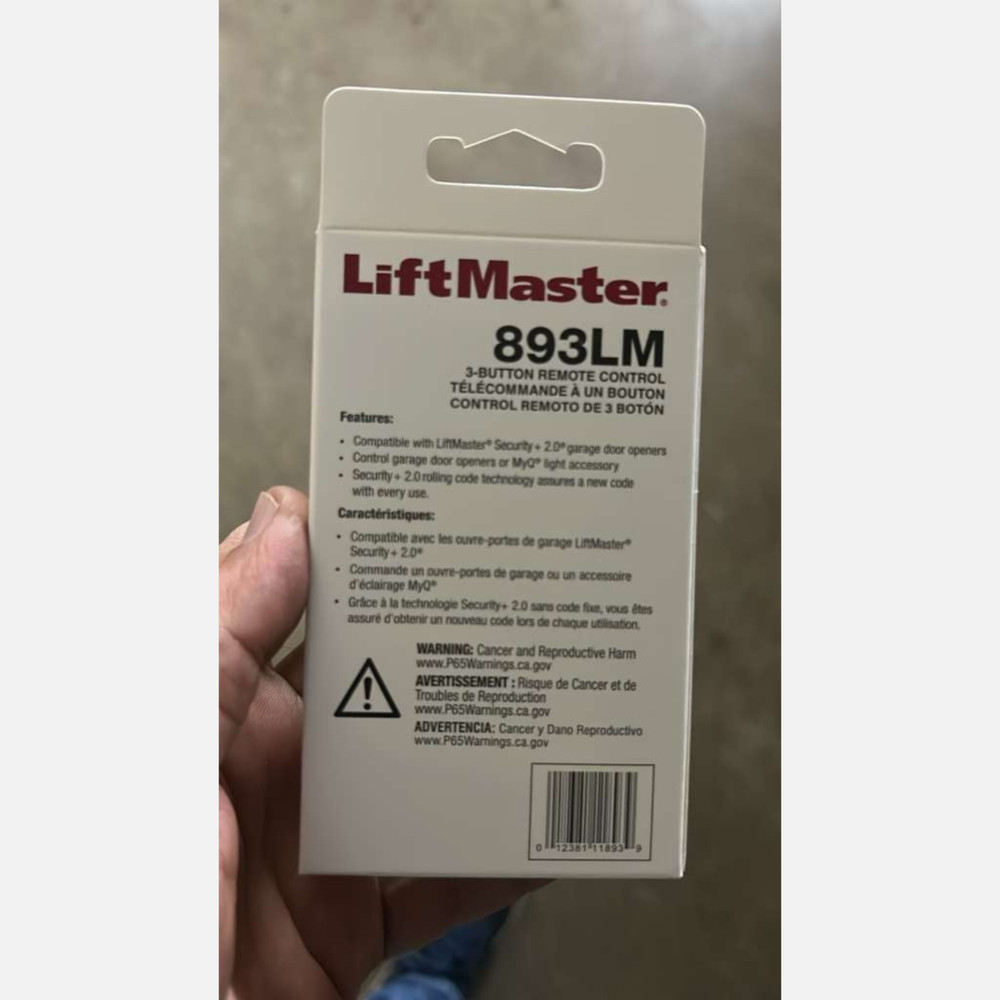 LiftMaster®
893LM
3-BUTTON REMOTE CONTROL
TÉLÉCOMMANDE À UN BOUTON
CONTROL REMOTO DE 3 BOTÓN
Features:
• Compatible with LiftMaster® Security+ 2.0® garage door openers
• Control garage door openers or MyQ® light accessory
• Security+ 2.0 rolling code technology assures a new code
with every use.
Caractéristiques:
• Compatible avec les ouvre-portes de garage LiftMaster®
Security+ 2.0®
• Commande un ouvre-portes de garage ou un accessoire
d'éclairage MyQ®
• Grâce à la technologie Security+ 2.0 sans code fixe, vous êtes
assuré d'obtenir un nouveau code lors de chaque utilisation.
WARNING: Cancer and Reproductive Harm
www.P65Warnings.ca.gov
AVERTISSEMENT : Risque de Cancer et de
Troubles de Reproduction
www.P65Warnings.ca.gov
ADVERTENCIA: Cancer y Dano Reproductivo
www.P65Warnings.ca.gov
0 12381 11893 9